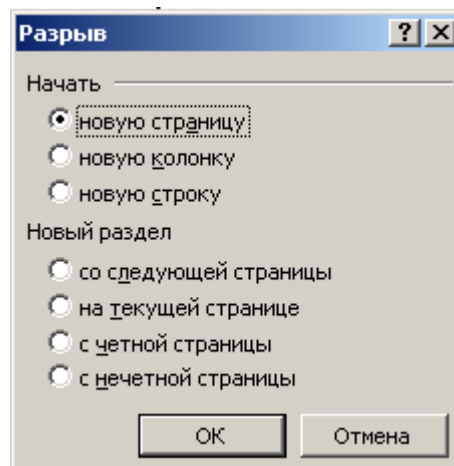 Разрыв
Начать
новую страницу
новую колонку
новую строку
Новый раздел
со следующей страницы
на текущей странице
с четной страницы
с нечетной страницы
ОК Отмена